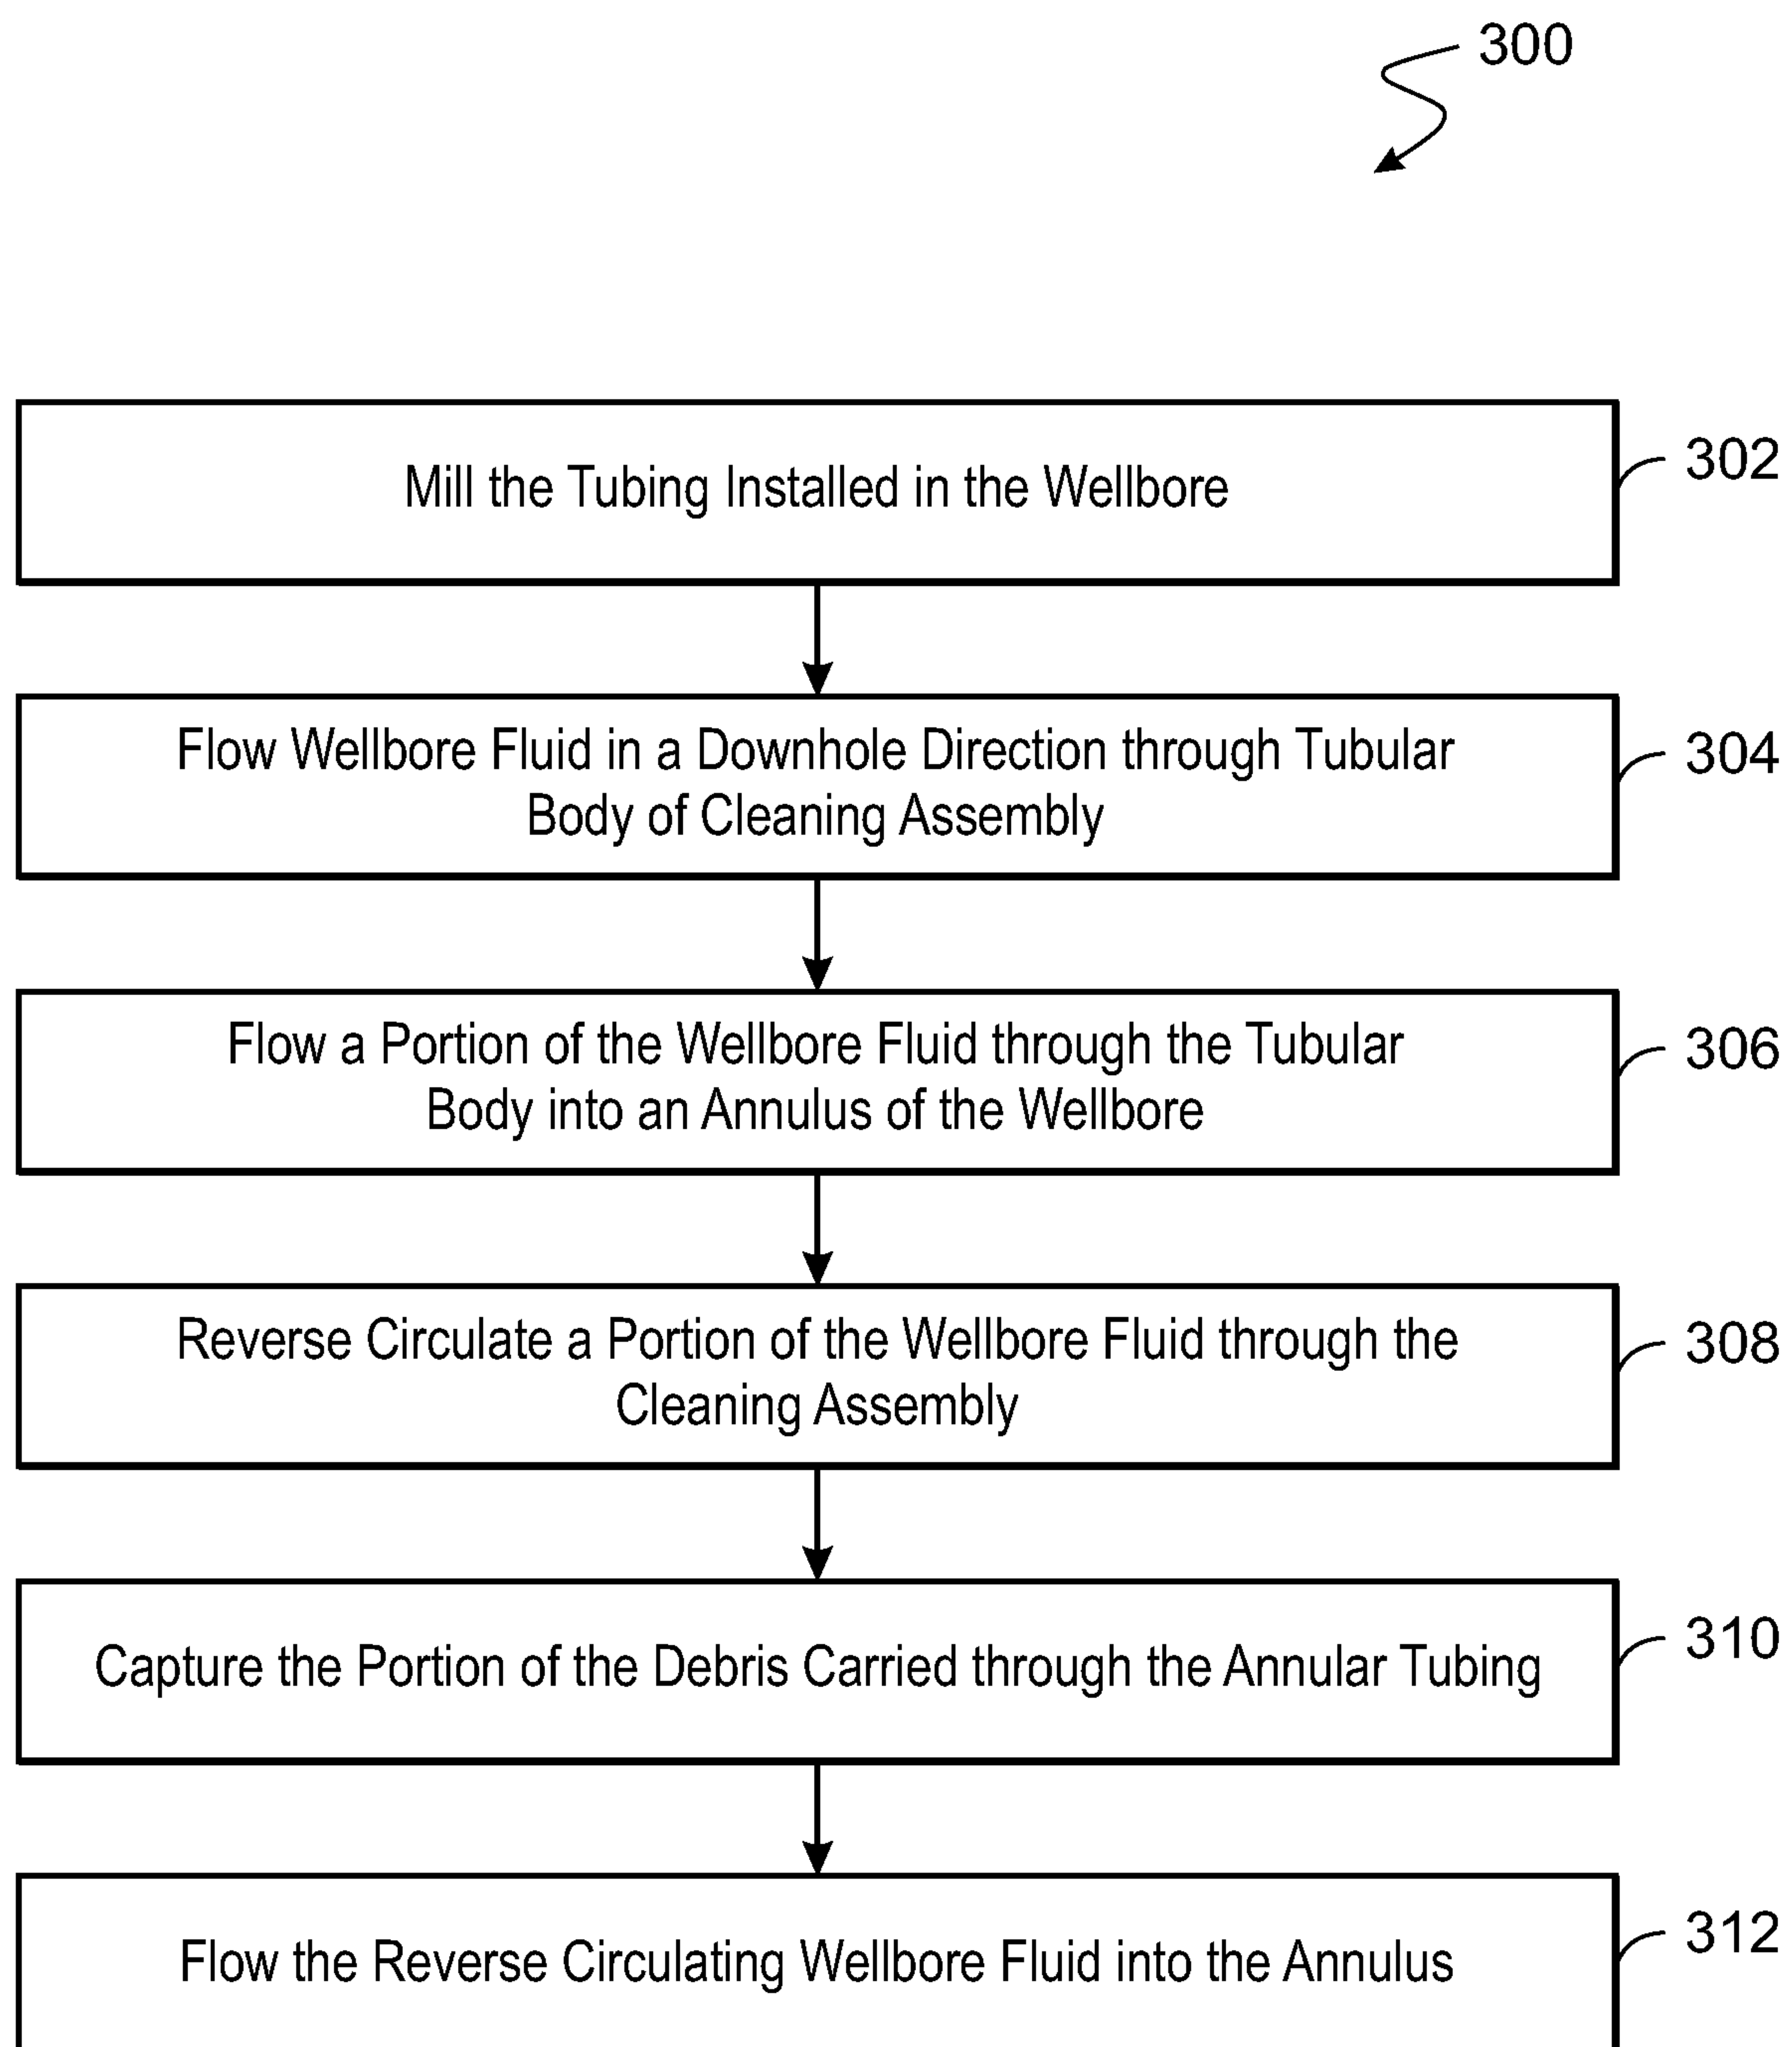 300
Mill the Tubing Installed in the Wellbore
302
Flow Wellbore Fluid in a Downhole Direction through Tubular
Body of Cleaning Assembly
304
Flow a Portion of the Wellbore Fluid through the Tubular
Body into an Annulus of the Wellbore
306
Reverse Circulate a Portion of the Wellbore Fluid through the
Cleaning Assembly
308
Capture the Portion of the Debris Carried through the Annular Tubing
310
Flow the Reverse Circulating Wellbore Fluid into the Annulus
312